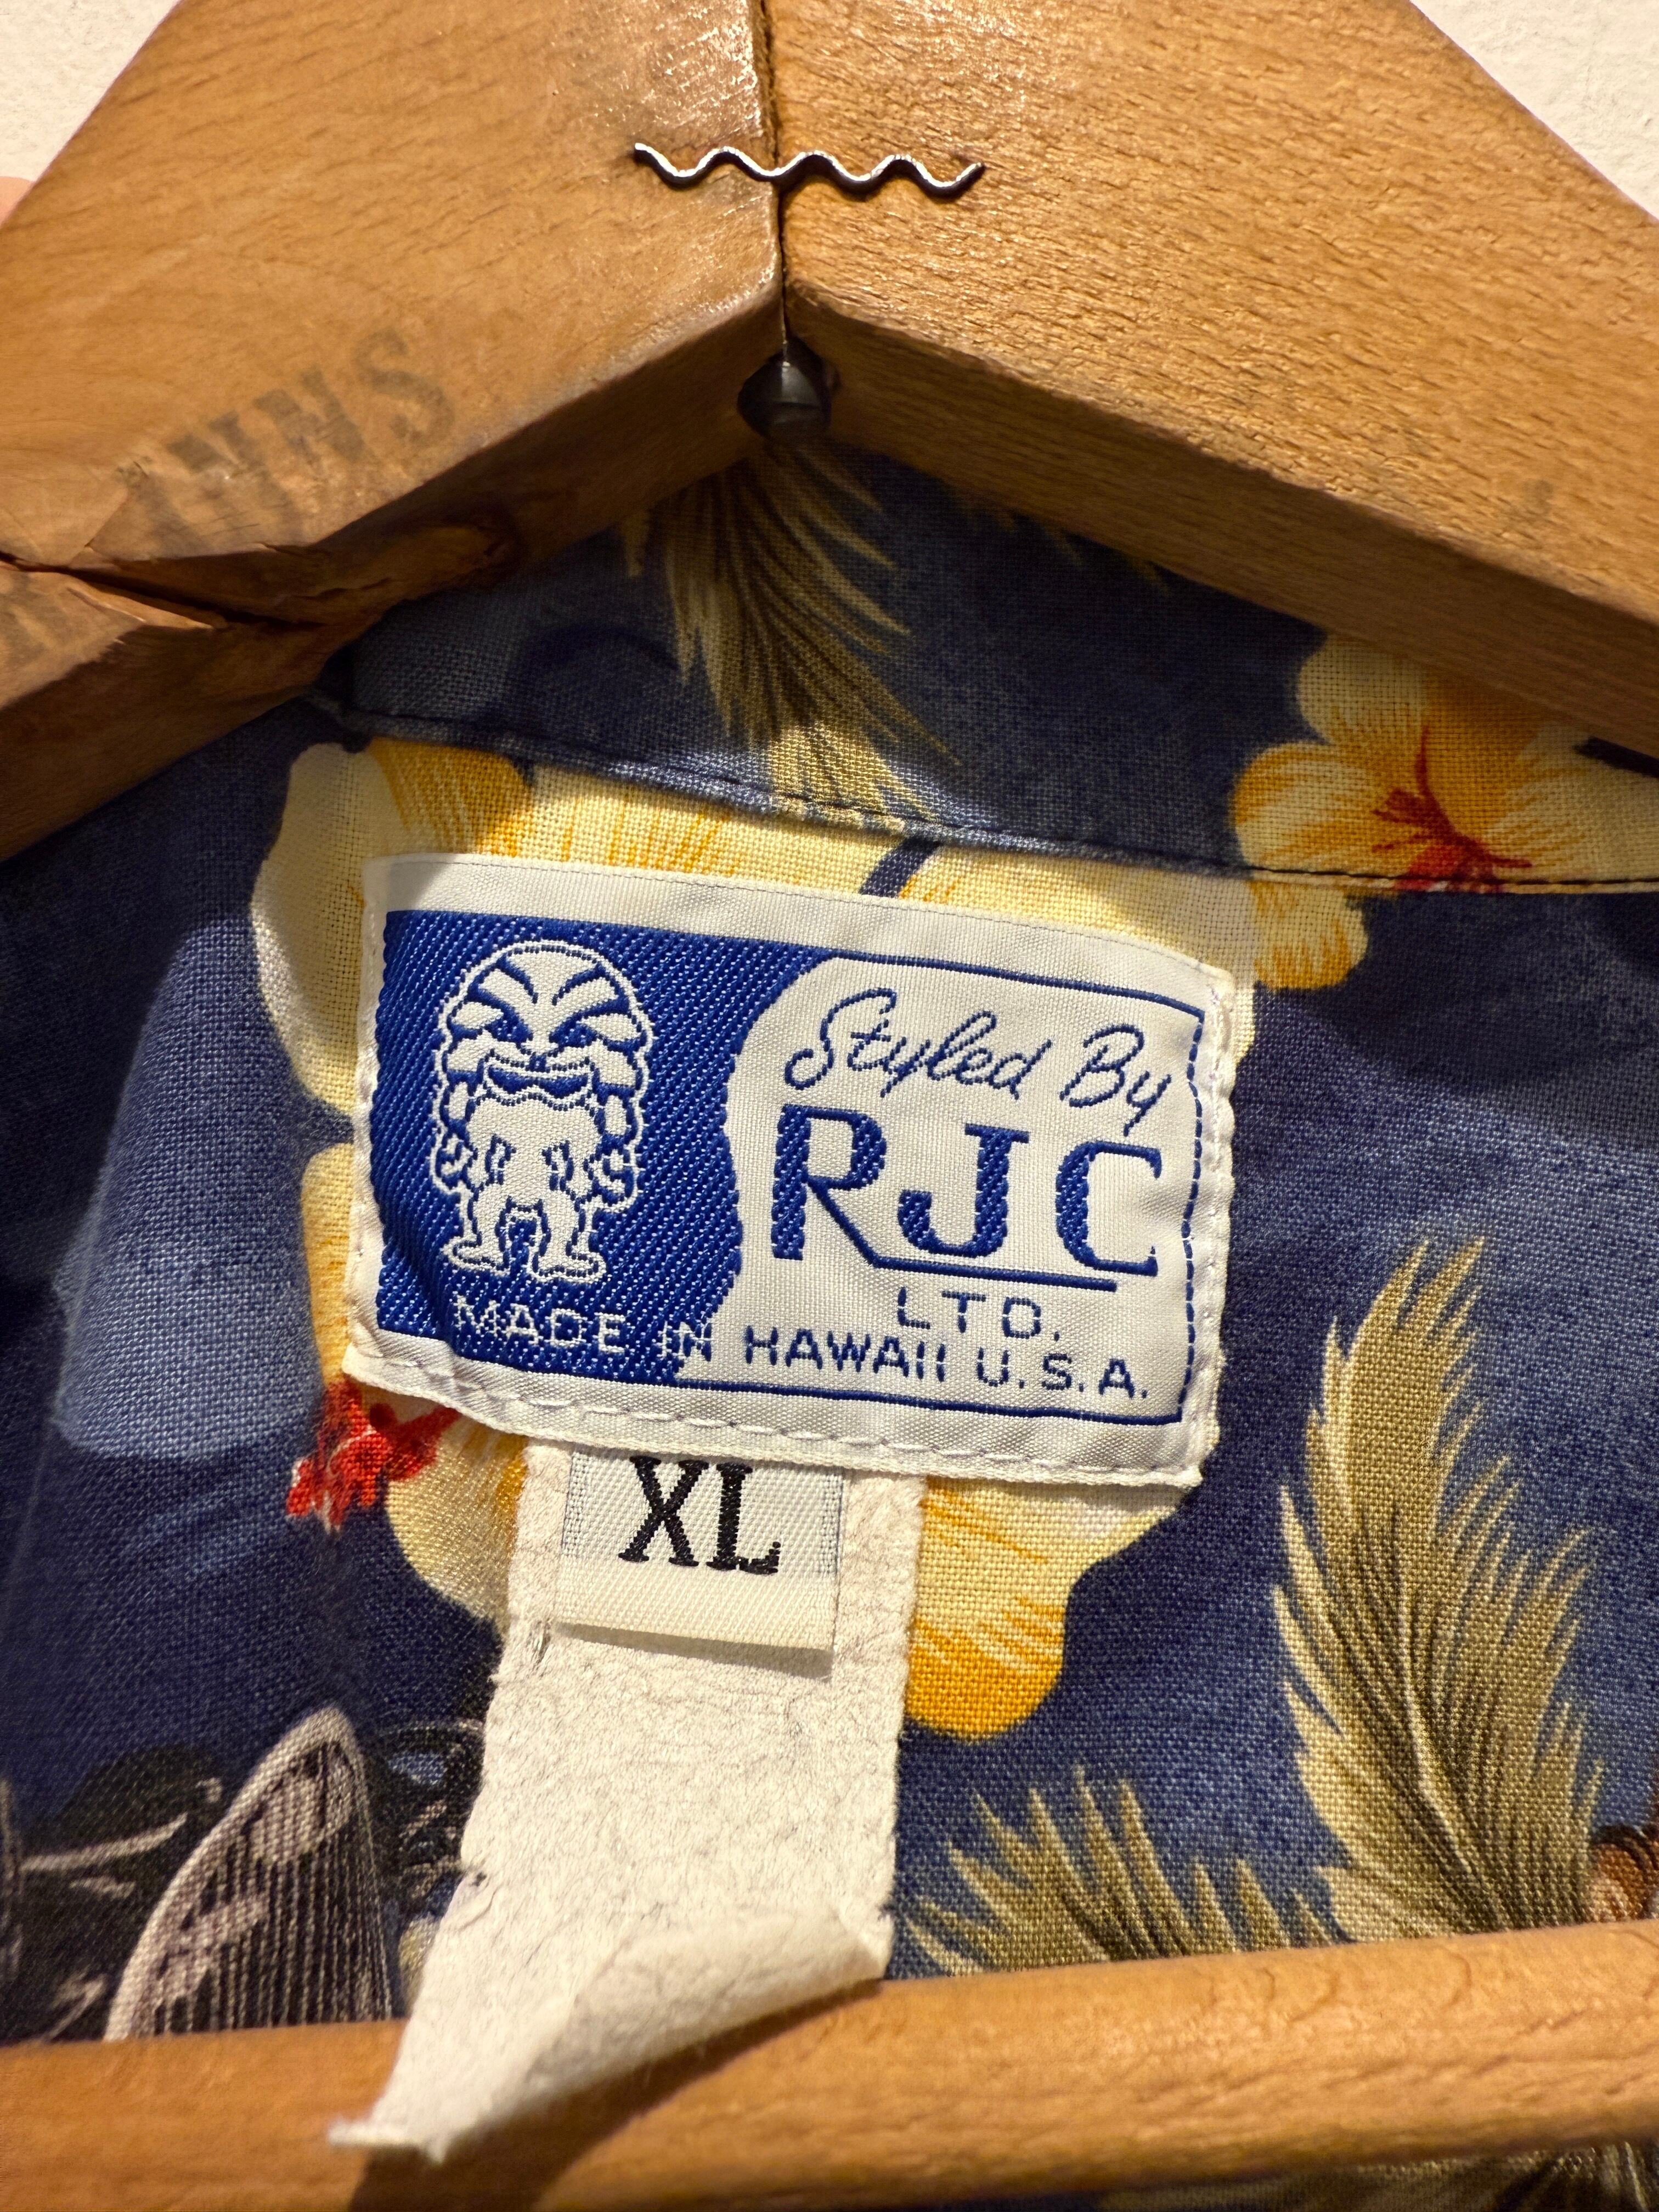 Styled By
RJC
LTD.
MADE IN HAWAII U.S.A.
XL